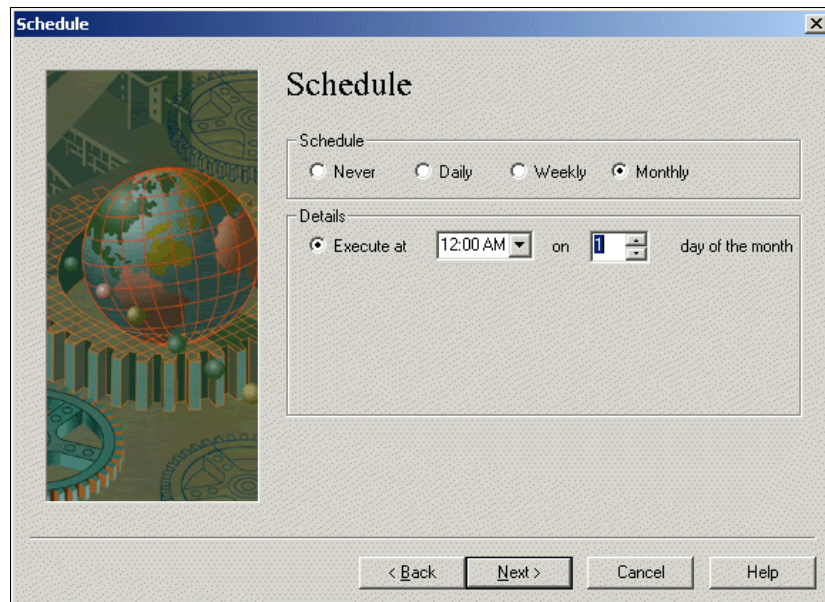 Schedule
Schedule
Schedule
Never Daily Weekly Monthly
Details
Execute at 12:00 AM on 1 day of the month
< Back Next > Cancel Help